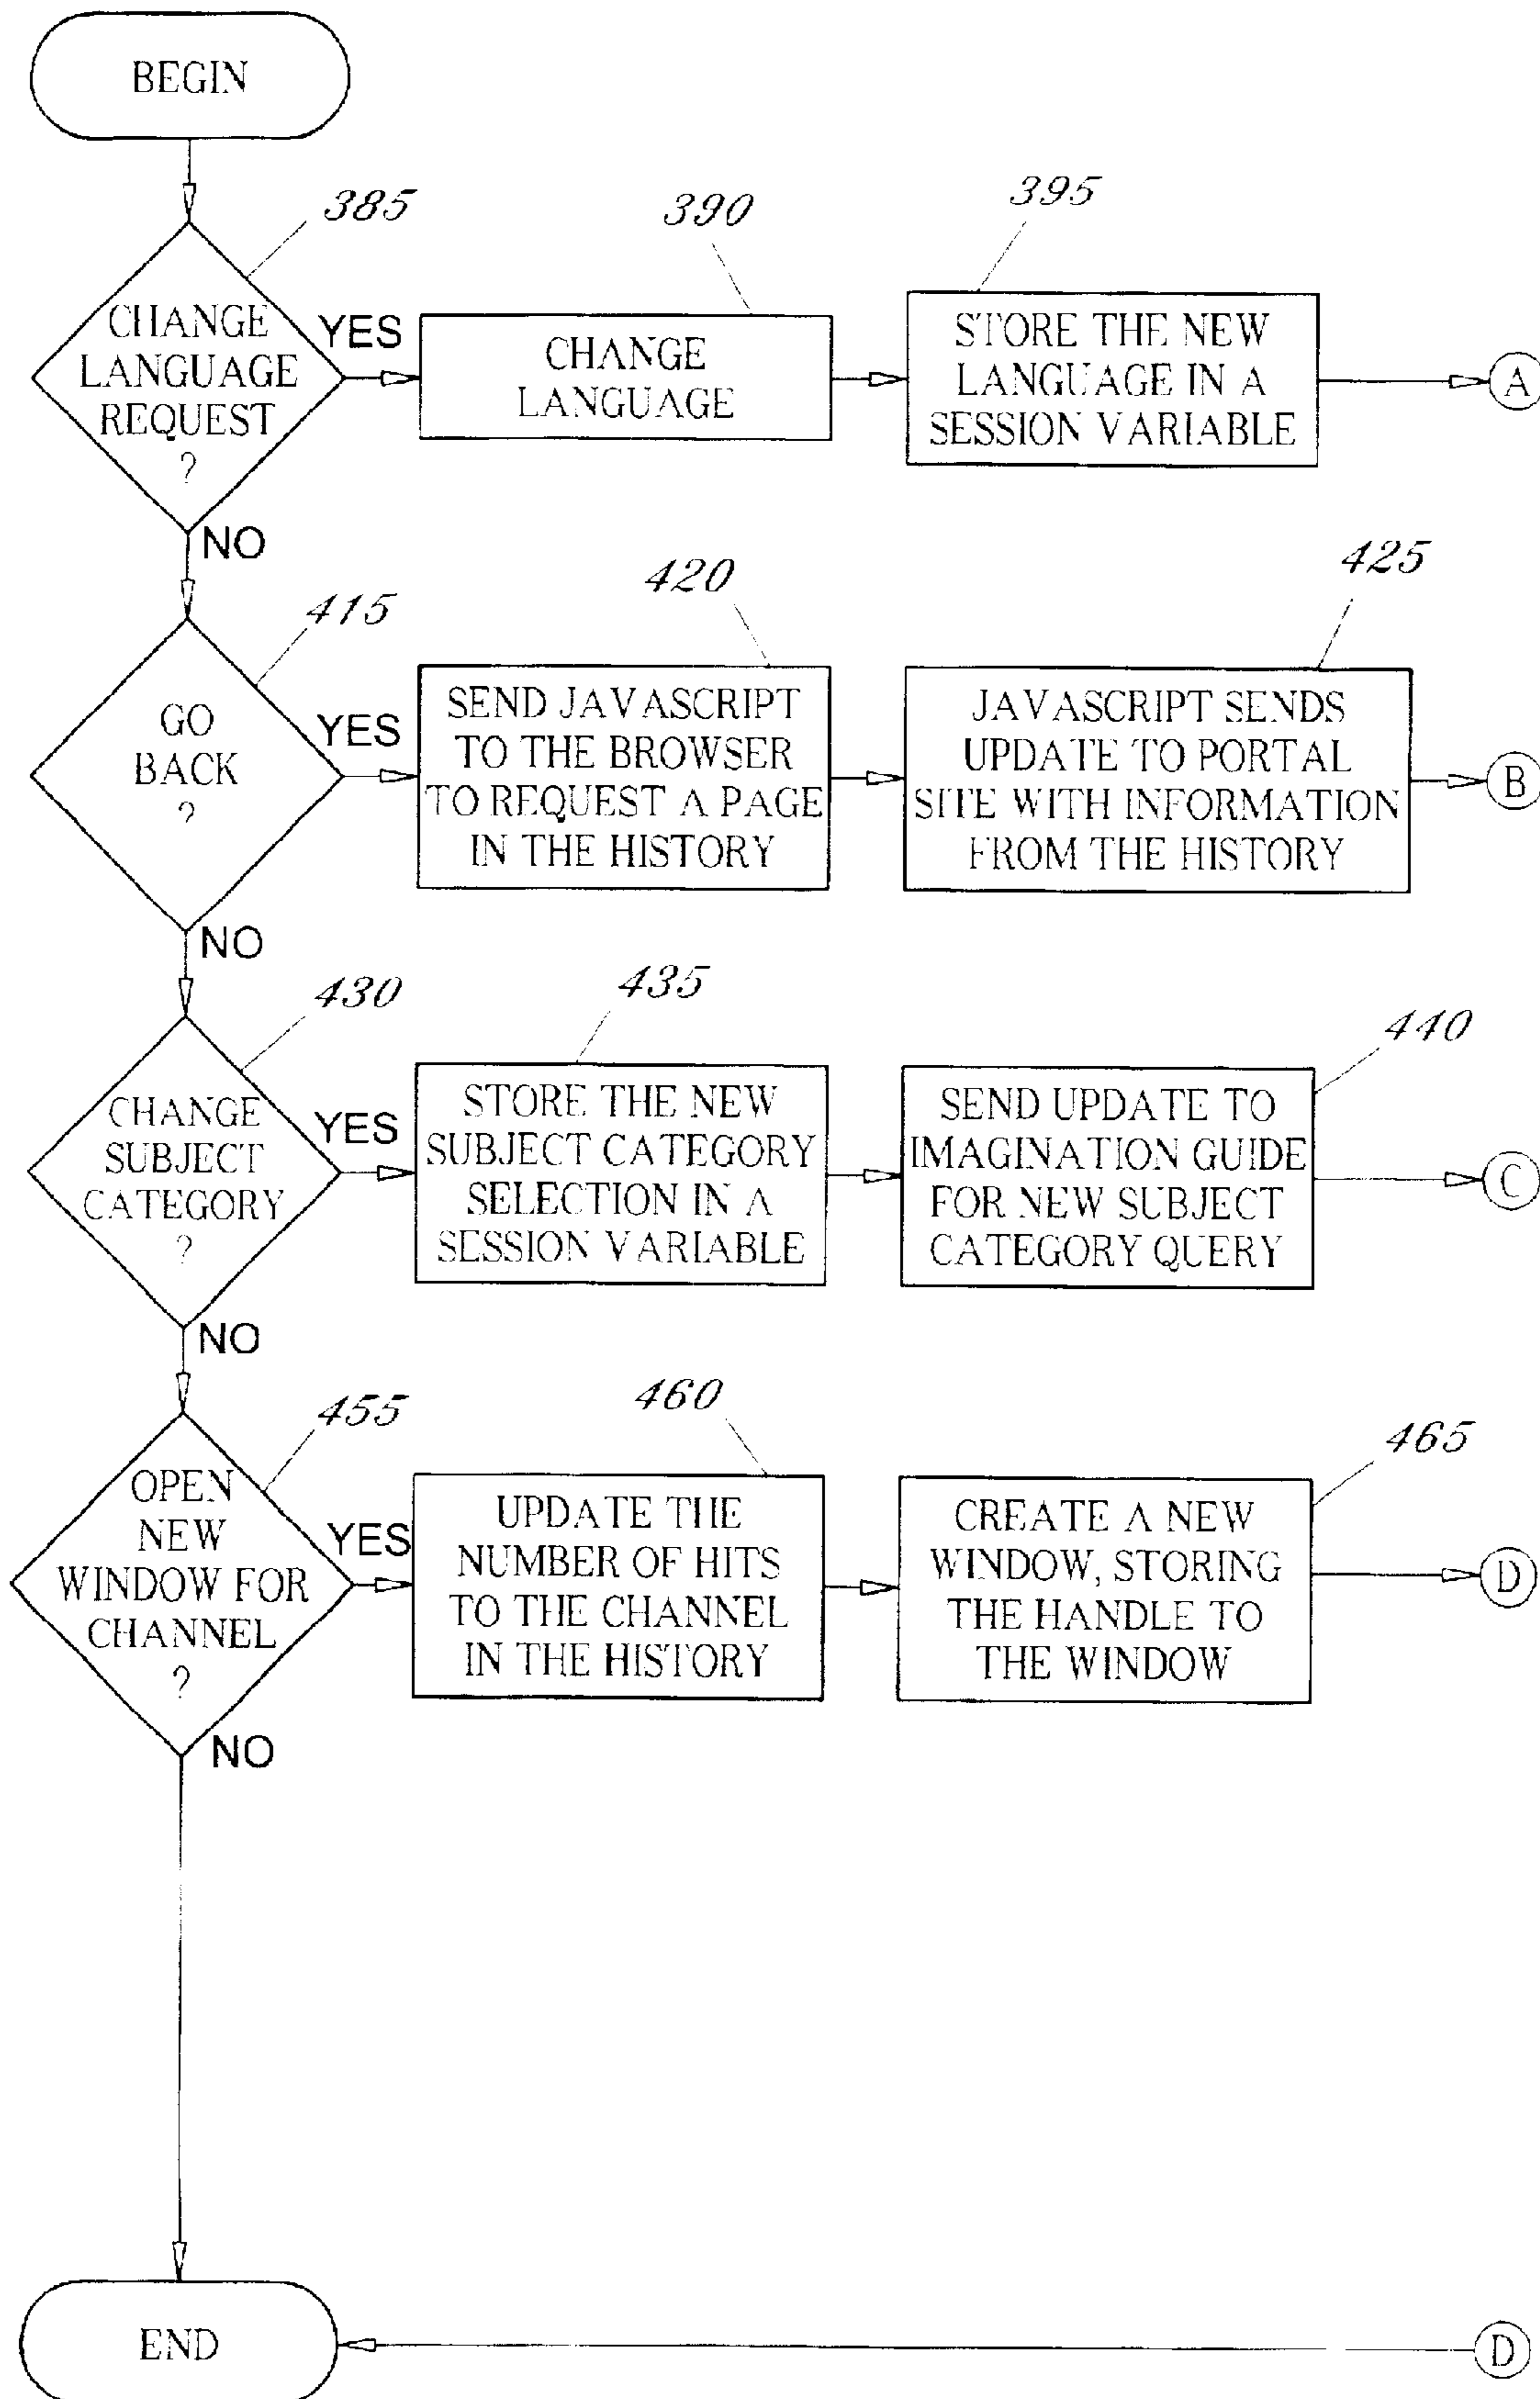 BEGIN
385
CHANGE
LANGUAGE
REQUEST
?
YES
NO
390
CHANGE
LANGUAGE
395
STORE THE NEW
LANGUAGE IN A
SESSION VARIABLE
A
415
GO
BACK
?
YES
NO
420
SEND JAVASCRIPT
TO THE BROWSER
TO REQUEST A PAGE
IN THE HISTORY
425
JAVASCRIPT SENDS
UPDATE TO PORTAL
SITE WITH INFORMATION
FROM THE HISTORY
B
430
CHANGE
SUBJECT
CATEGORY
?
YES
NO
435
STORE THE NEW
SUBJECT CATEGORY
SELECTION IN A
SESSION VARIABLE
440
SEND UPDATE TO
IMAGINATION GUIDE
FOR NEW SUBJECT
CATEGORY QUERY
C
455
OPEN
NEW
WINDOW FOR
CHANNEL
?
YES
NO
460
UPDATE THE
NUMBER OF HITS
TO THE CHANNEL
IN THE HISTORY
465
CREATE A NEW
WINDOW, STORING
THE HANDLE TO
THE WINDOW
D
END
D